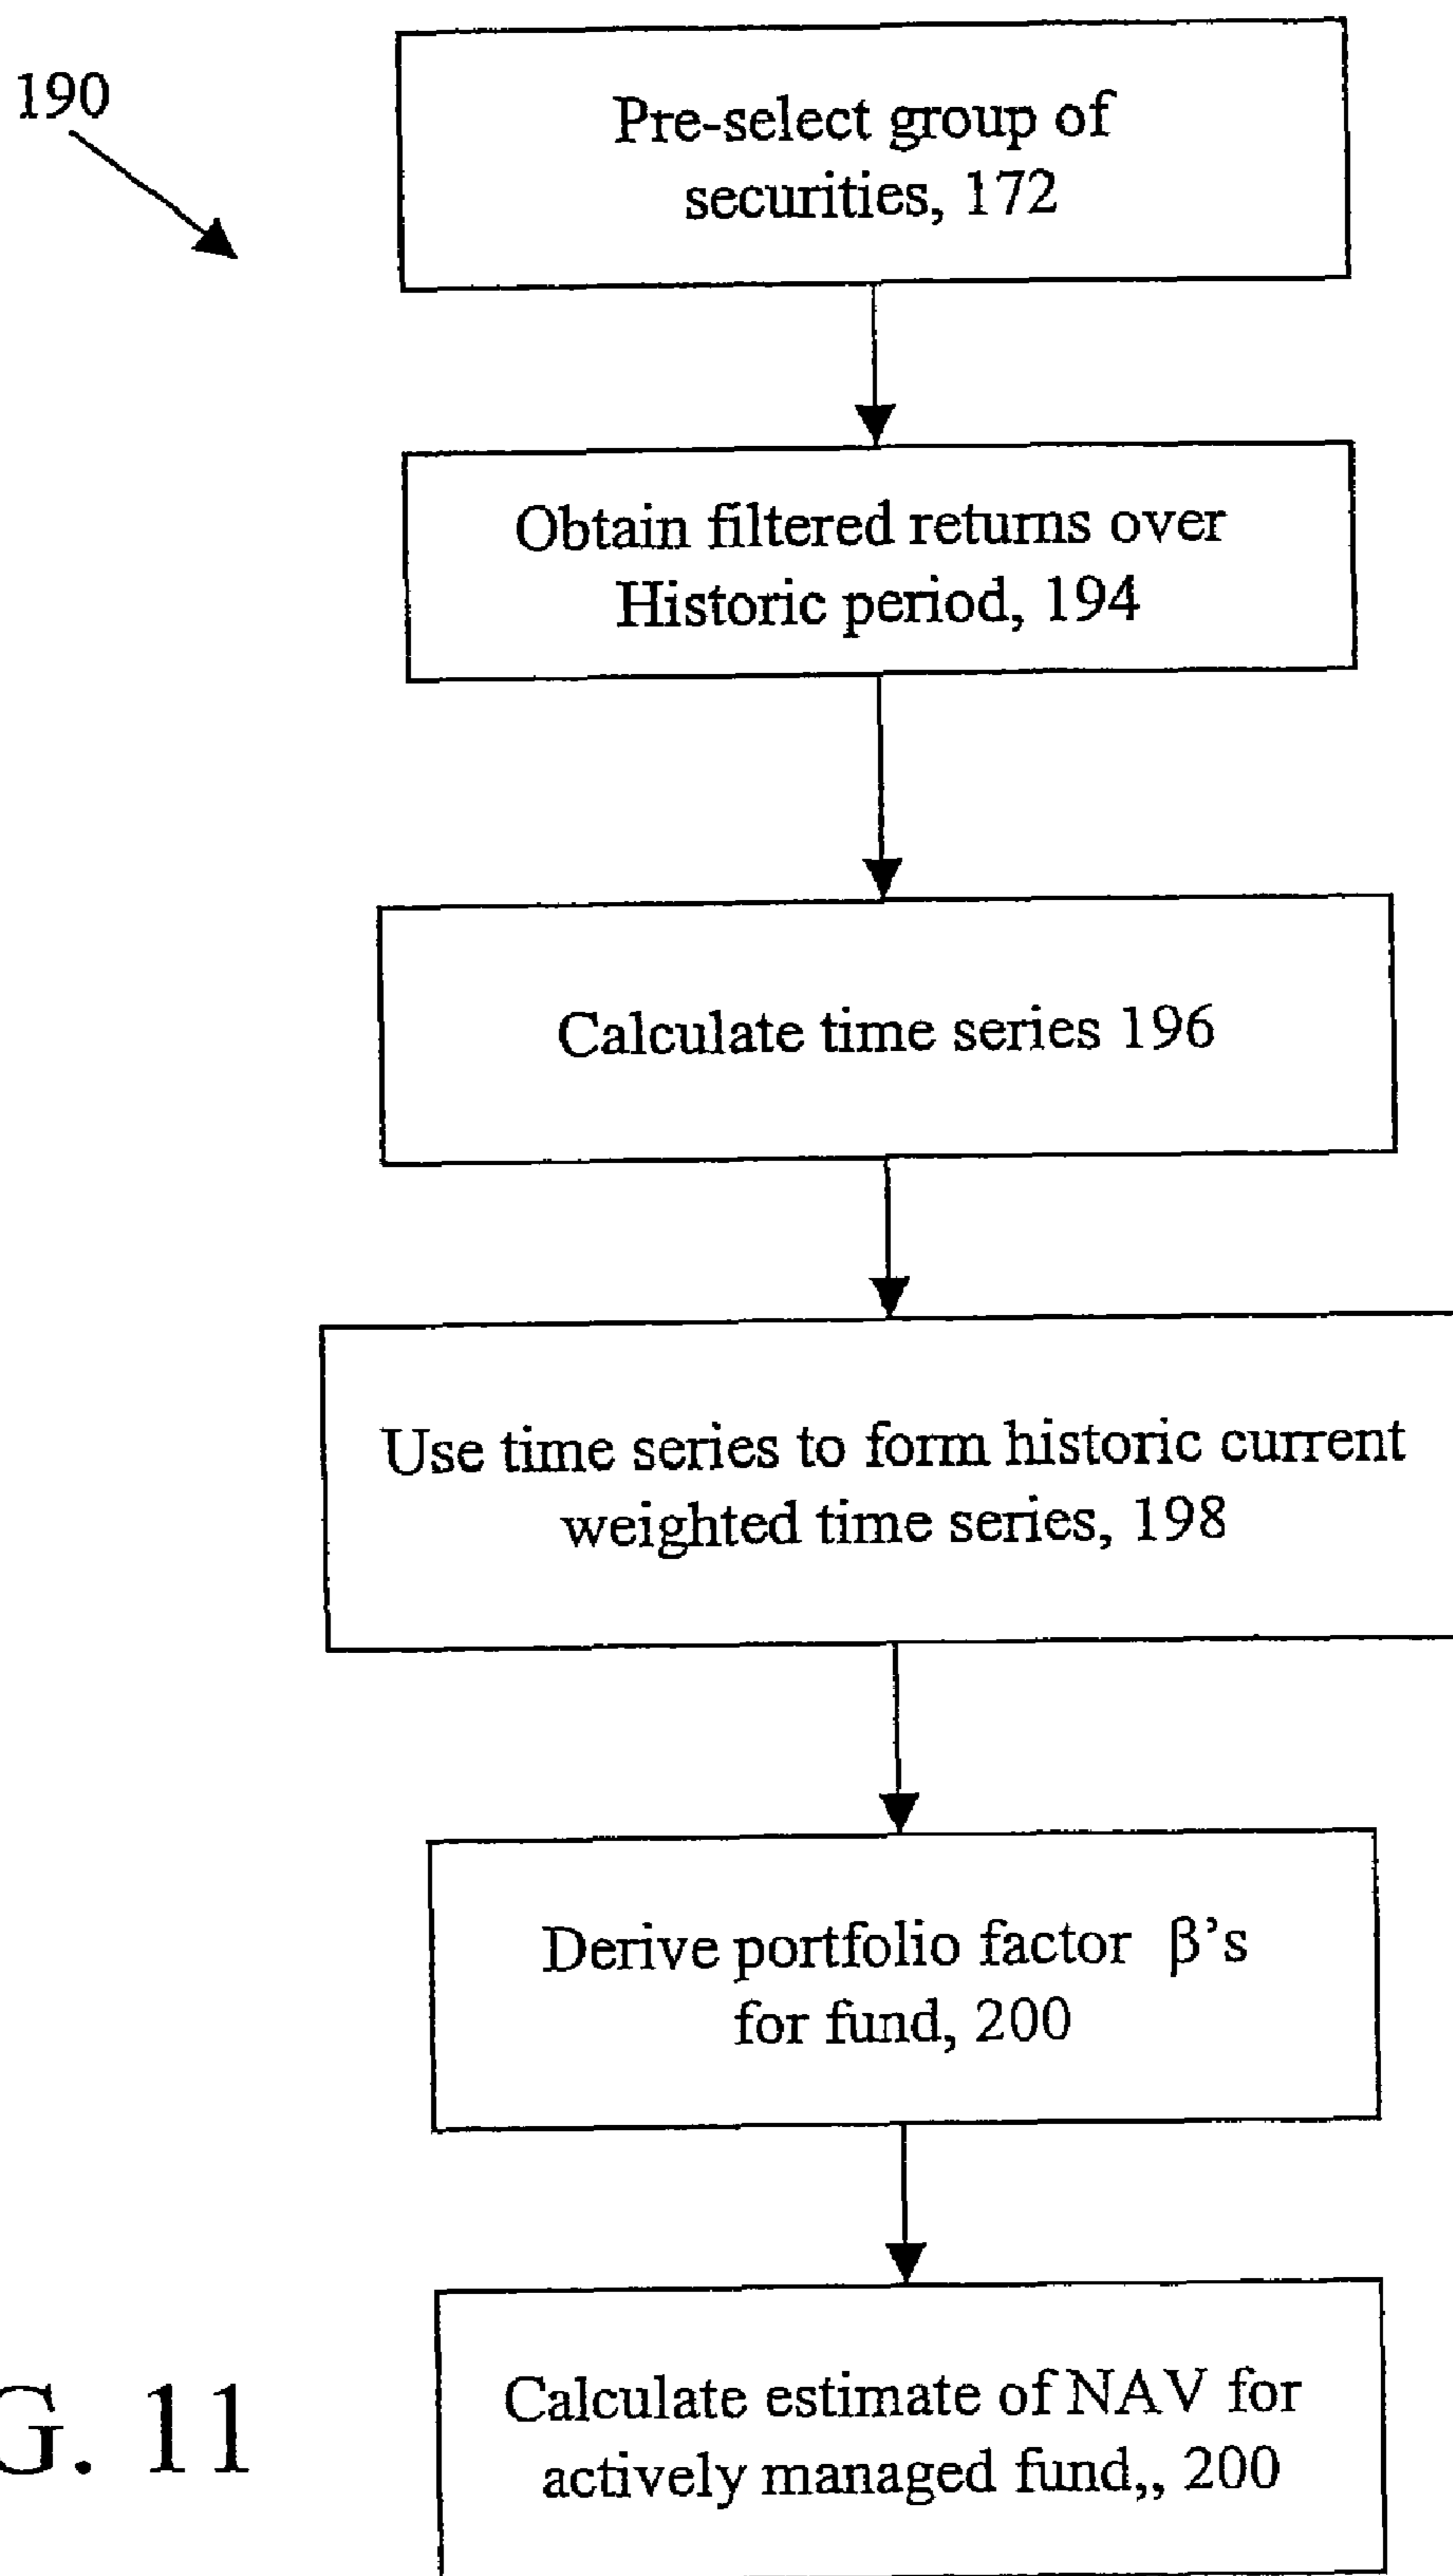 190
Pre-select group of
securities, 172
Obtain filtered returns over
Historic period, 194
Calculate time series 196
Use time series to form historic current
weighted time series, 198
Derive portfolio factor β’s
for fund, 200
Calculate estimate of NAV for
actively managed fund,, 200
G. 11